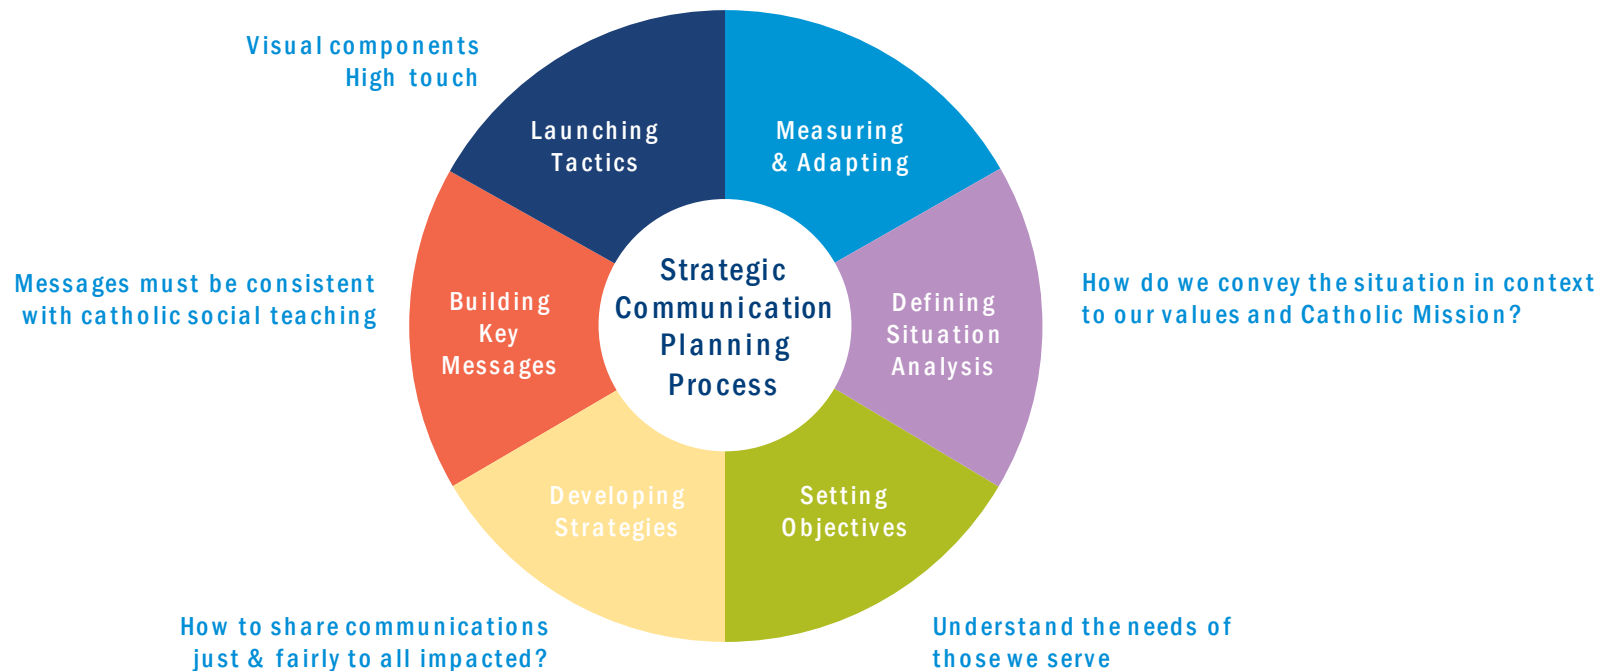 Visual components
High touch
Launching
Tactics
Measuring
& Adapting
Messages must be consistent
with catholic social teaching
Building
Key
Messages
Strategic
Communication
Planning
Process
Defining
Situation
Analysis
How do we convey the situation in context
to our values and Catholic Mission?
Developing
Strategies
Setting
Objectives
How to share communications
just & fairly to all impacted?
Understand the needs of
those we serve